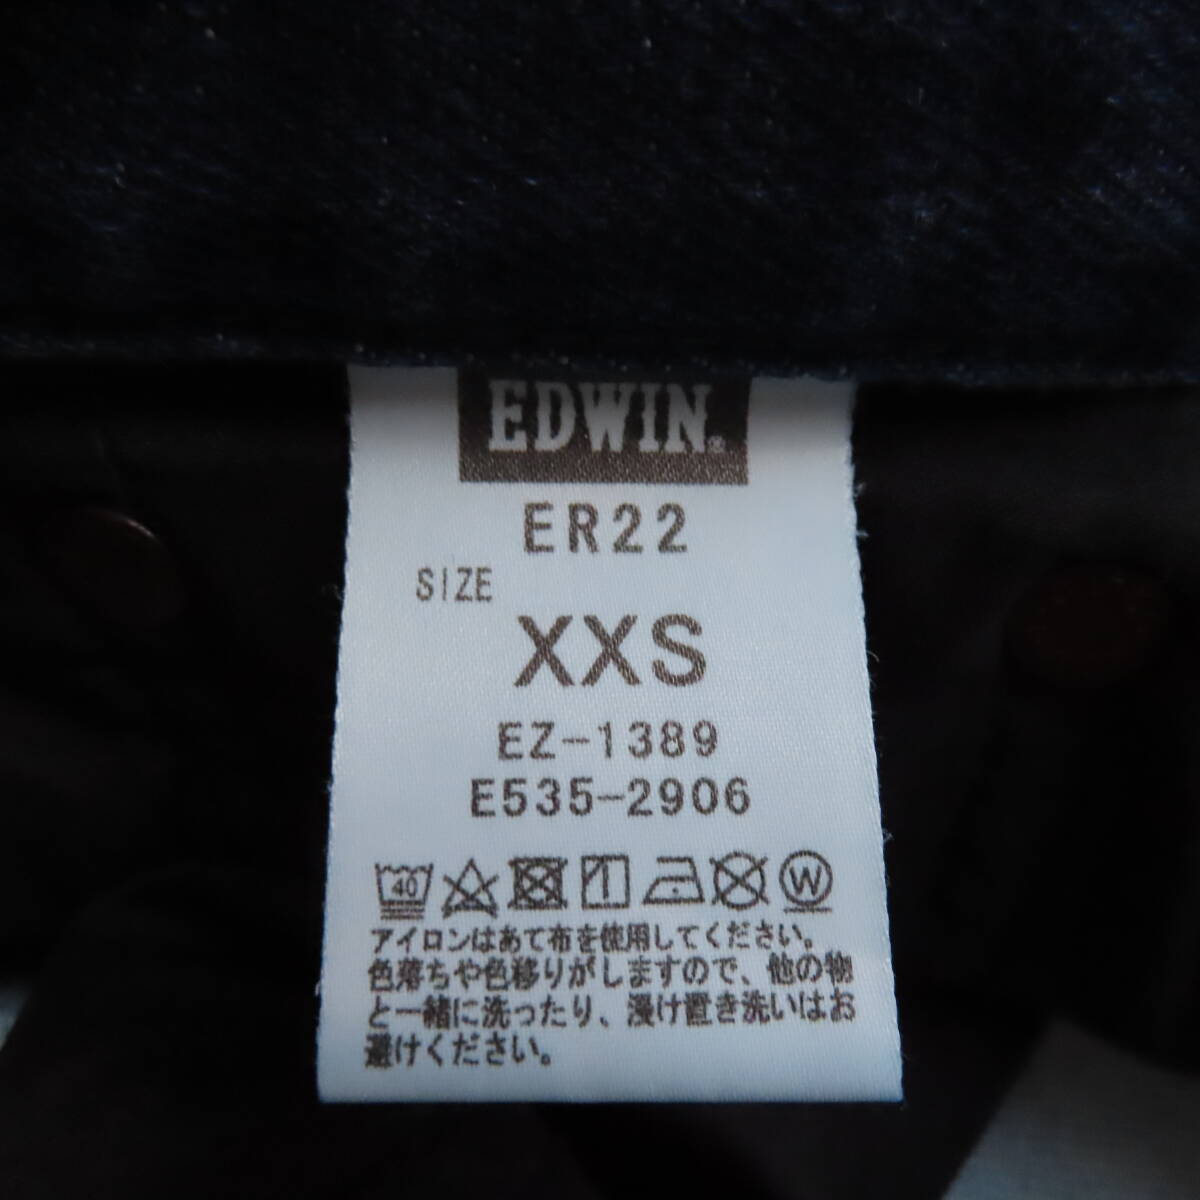 EDWIN®
ER22
SIZE
XXS
EZ-1389
E535-2906
40 W
アイロンはあて布を使用してください。
色落ちや色移りがしますので、他の物
と一緒に洗ったり、浸け置き洗いはお
避けください。